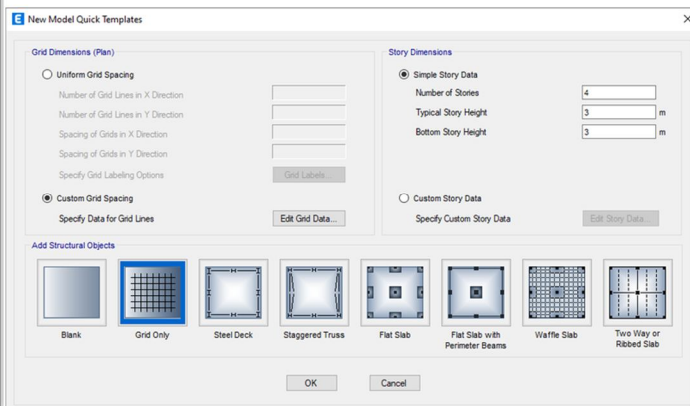 E New Model Quick Templates
Grid Dimensions (Plan)
Uniform Grid Spacing
Number of Grid Lines in X Direction
Number of Grid Lines in Y Direction
Spacing of Grids in X Direction
Spacing of Grids in Y Direction
Specify Grid Labeling Options
Grid Labels...
Custom Grid Spacing
Specify Data for Grid Lines
Edit Grid Data...
Story Dimensions
Simple Story Data
Number of Stories 4
Typical Story Height 3 m
Bottom Story Height 3 m
Custom Story Data
Specify Custom Story Data
Edit Story Data...
Add Structural Objects
Blank
Grid Only
Steel Deck
Staggered Truss
Flat Slab
Flat Slab with
Perimeter Beams
Waffle Slab
Two Way or
Ribbed Slab
OK
Cancel